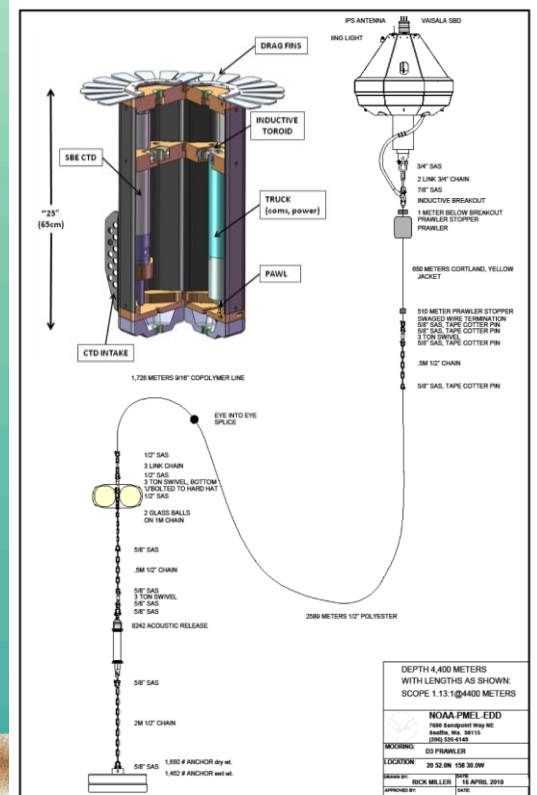 IPS ANTENNA
VAISALA SBD
IING LIGHT
DRAG FINS
INDUCTIVE
TOROID
SBE CTD
TRUCK
(coms, power)
~25"
(65cm)
PAWL
CTD INTAKE
3/4" SAS
2 LINK 3/4" CHAIN
7/8" SAS
INDUCTIVE BREAKOUT
1 METER BELOW BREAKOUT
PRAWLER STOPPER
PRAWLER
650 METERS CORTLAND, YELLOW
JACKET
510 METER PRAWLER STOPPER
SWAGED WIRE TERMINATION
5/8" SAS, TAPE COTTER PIN
3 TON SWIVEL
5/8" SAS, TAPE COTTER PIN
.5M 1/2" CHAIN
5/8" SAS, TAPE COTTER PIN
1,726 METERS 9/16" COPOLYMER LINE
EYE INTO EYE
SPLICE
1/2" SAS
3 LINK CHAIN
1/2" SAS
3 TON SWIVEL, BOTTOM
'U'BOLTED TO HARD HAT
1/2" SAS
2 GLASS BALLS
ON 1M CHAIN
5/8" SAS
.5M 1/2" CHAIN
5/8" SAS
3 TON SWIVEL
5/8" SAS
5/8" SAS
8242 ACOUSTIC RELEASE
2589 METERS 1/2" POLYESTER
5/8" SAS
2M 1/2" CHAIN
5/8" SAS
1,680 # ANCHOR dry wt.
1,462 # ANCHOR wet wt.
DEPTH 4,400 METERS
WITH LENGTHS AS SHOWN:
SCOPE 1.13:1@4400 METERS
NOAA-PMEL-EDD
7600 Sandpoint Way NE
Seattle, Wa. 98115
(206) 526-6149
MOORING: D3 PRAWLER
LOCATION: 20 52.0N 158 30.0W
DRAWN BY: RICK MILLER
DATE: 16 APRIL 2010
APPROVED BY:
DATE: